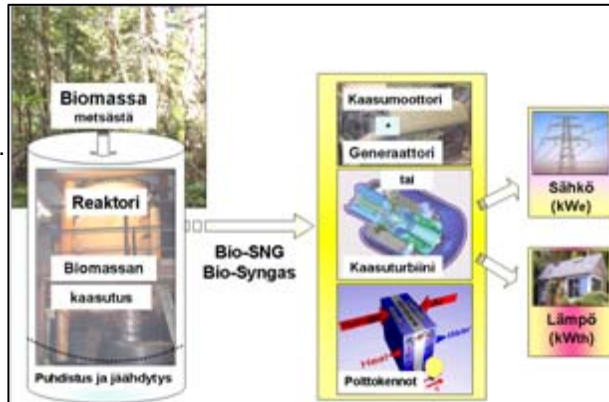 Biomassa
metsästä
Reaktori
Biomassan
kaasutus
Puhdistus ja jäähdytys
Bio-SNG
Bio-Syngas
Kaasumoottori
+
Generaattori
tai
Kaasuturbiini
Heat
Water
Polttokennot
Sähkö
(kWe)
Lämpö
(kWth)